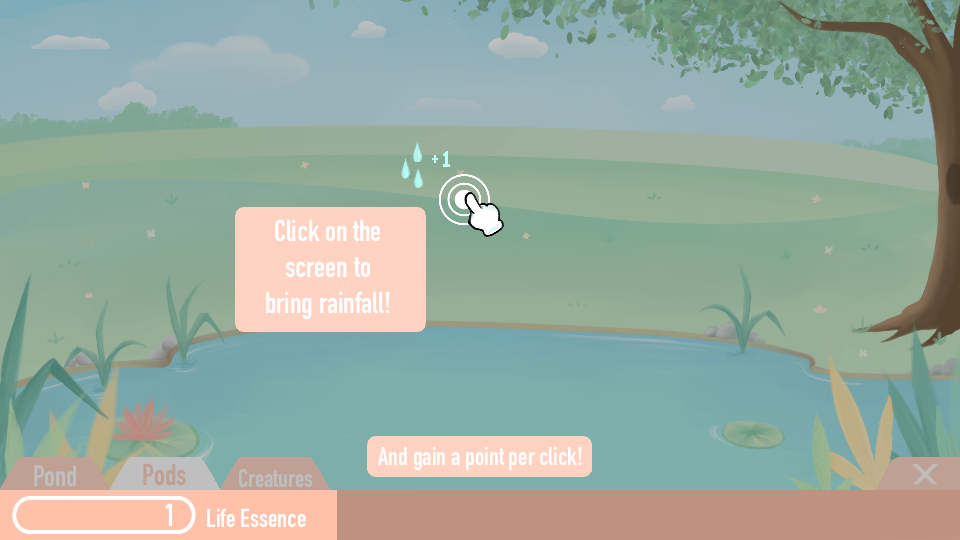 +1
Click on the
screen to
bring rainfall!
And gain a point per click!
Pond
Pods
Creatures
X
1
Life Essence